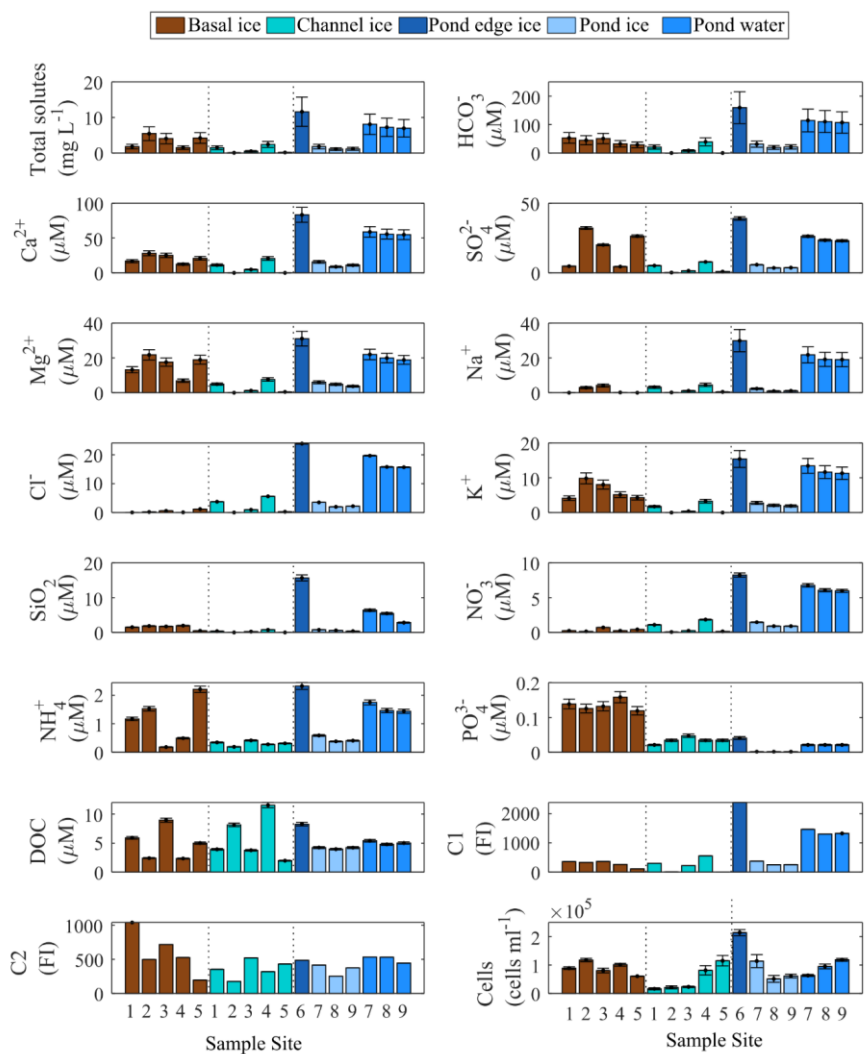 Basal ice Channel ice Pond edge ice Pond ice Pond water
20
10
0
Total solutes
(mg L⁻¹)
200
100
0
HCO₃⁻
(µM)
100
50
0
Ca²⁺
(µM)
50
0
SO₄²⁻
(µM)
40
20
0
Mg²⁺
(µM)
40
20
0
Na⁺
(µM)
20
10
0
Cl⁻
(µM)
20
10
0
K⁺
(µM)
20
10
0
SiO₂
(µM)
10
5
0
NO₃⁻
(µM)
2
1
0
NH₄⁺
(µM)
0.2
0.1
0
PO₄³⁻
(µM)
10
5
0
DOC
(µM)
2000
1000
0
C1
(FI)
1000
500
0
C2
(FI)
×10⁵
2
1
0
Cells
(cells ml⁻¹)
1 2 3 4 5 1 2 3 4 5 6 7 8 9 7 8 9
Sample Site
1 2 3 4 5 1 2 3 4 5 6 7 8 9 7 8 9
Sample Site